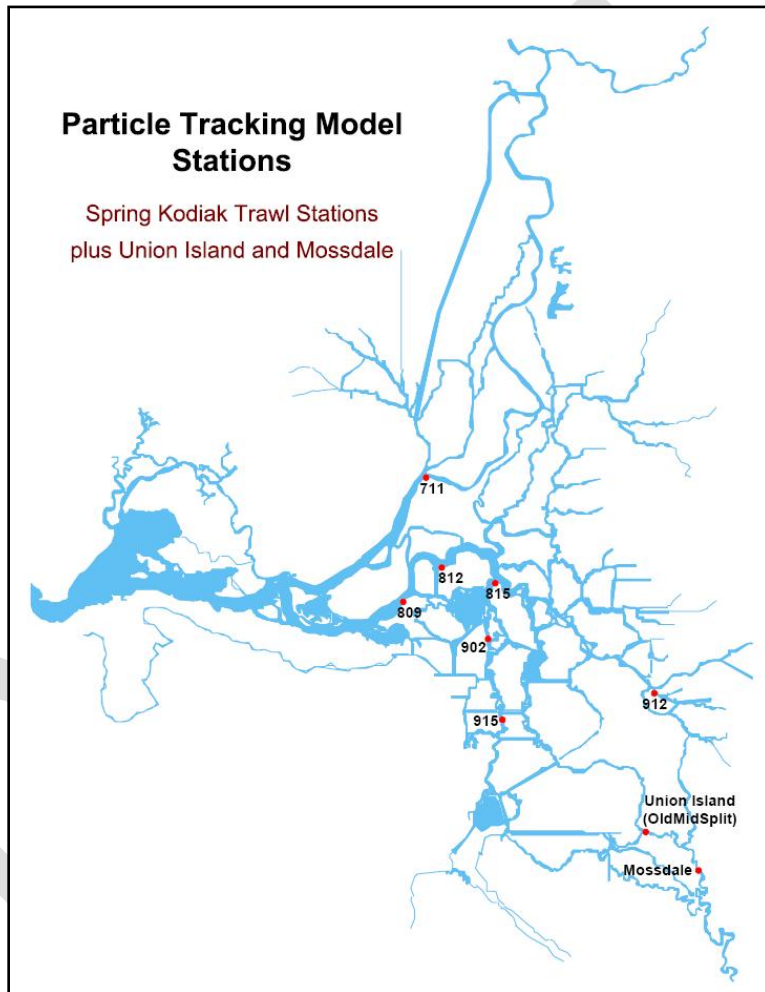 Particle Tracking Model
Stations
Spring Kodiak Trawl Stations
plus Union Island and Mossdale
711
812
815
809
902
912
915
Union Island
(OldMidSplit)
Mossdale